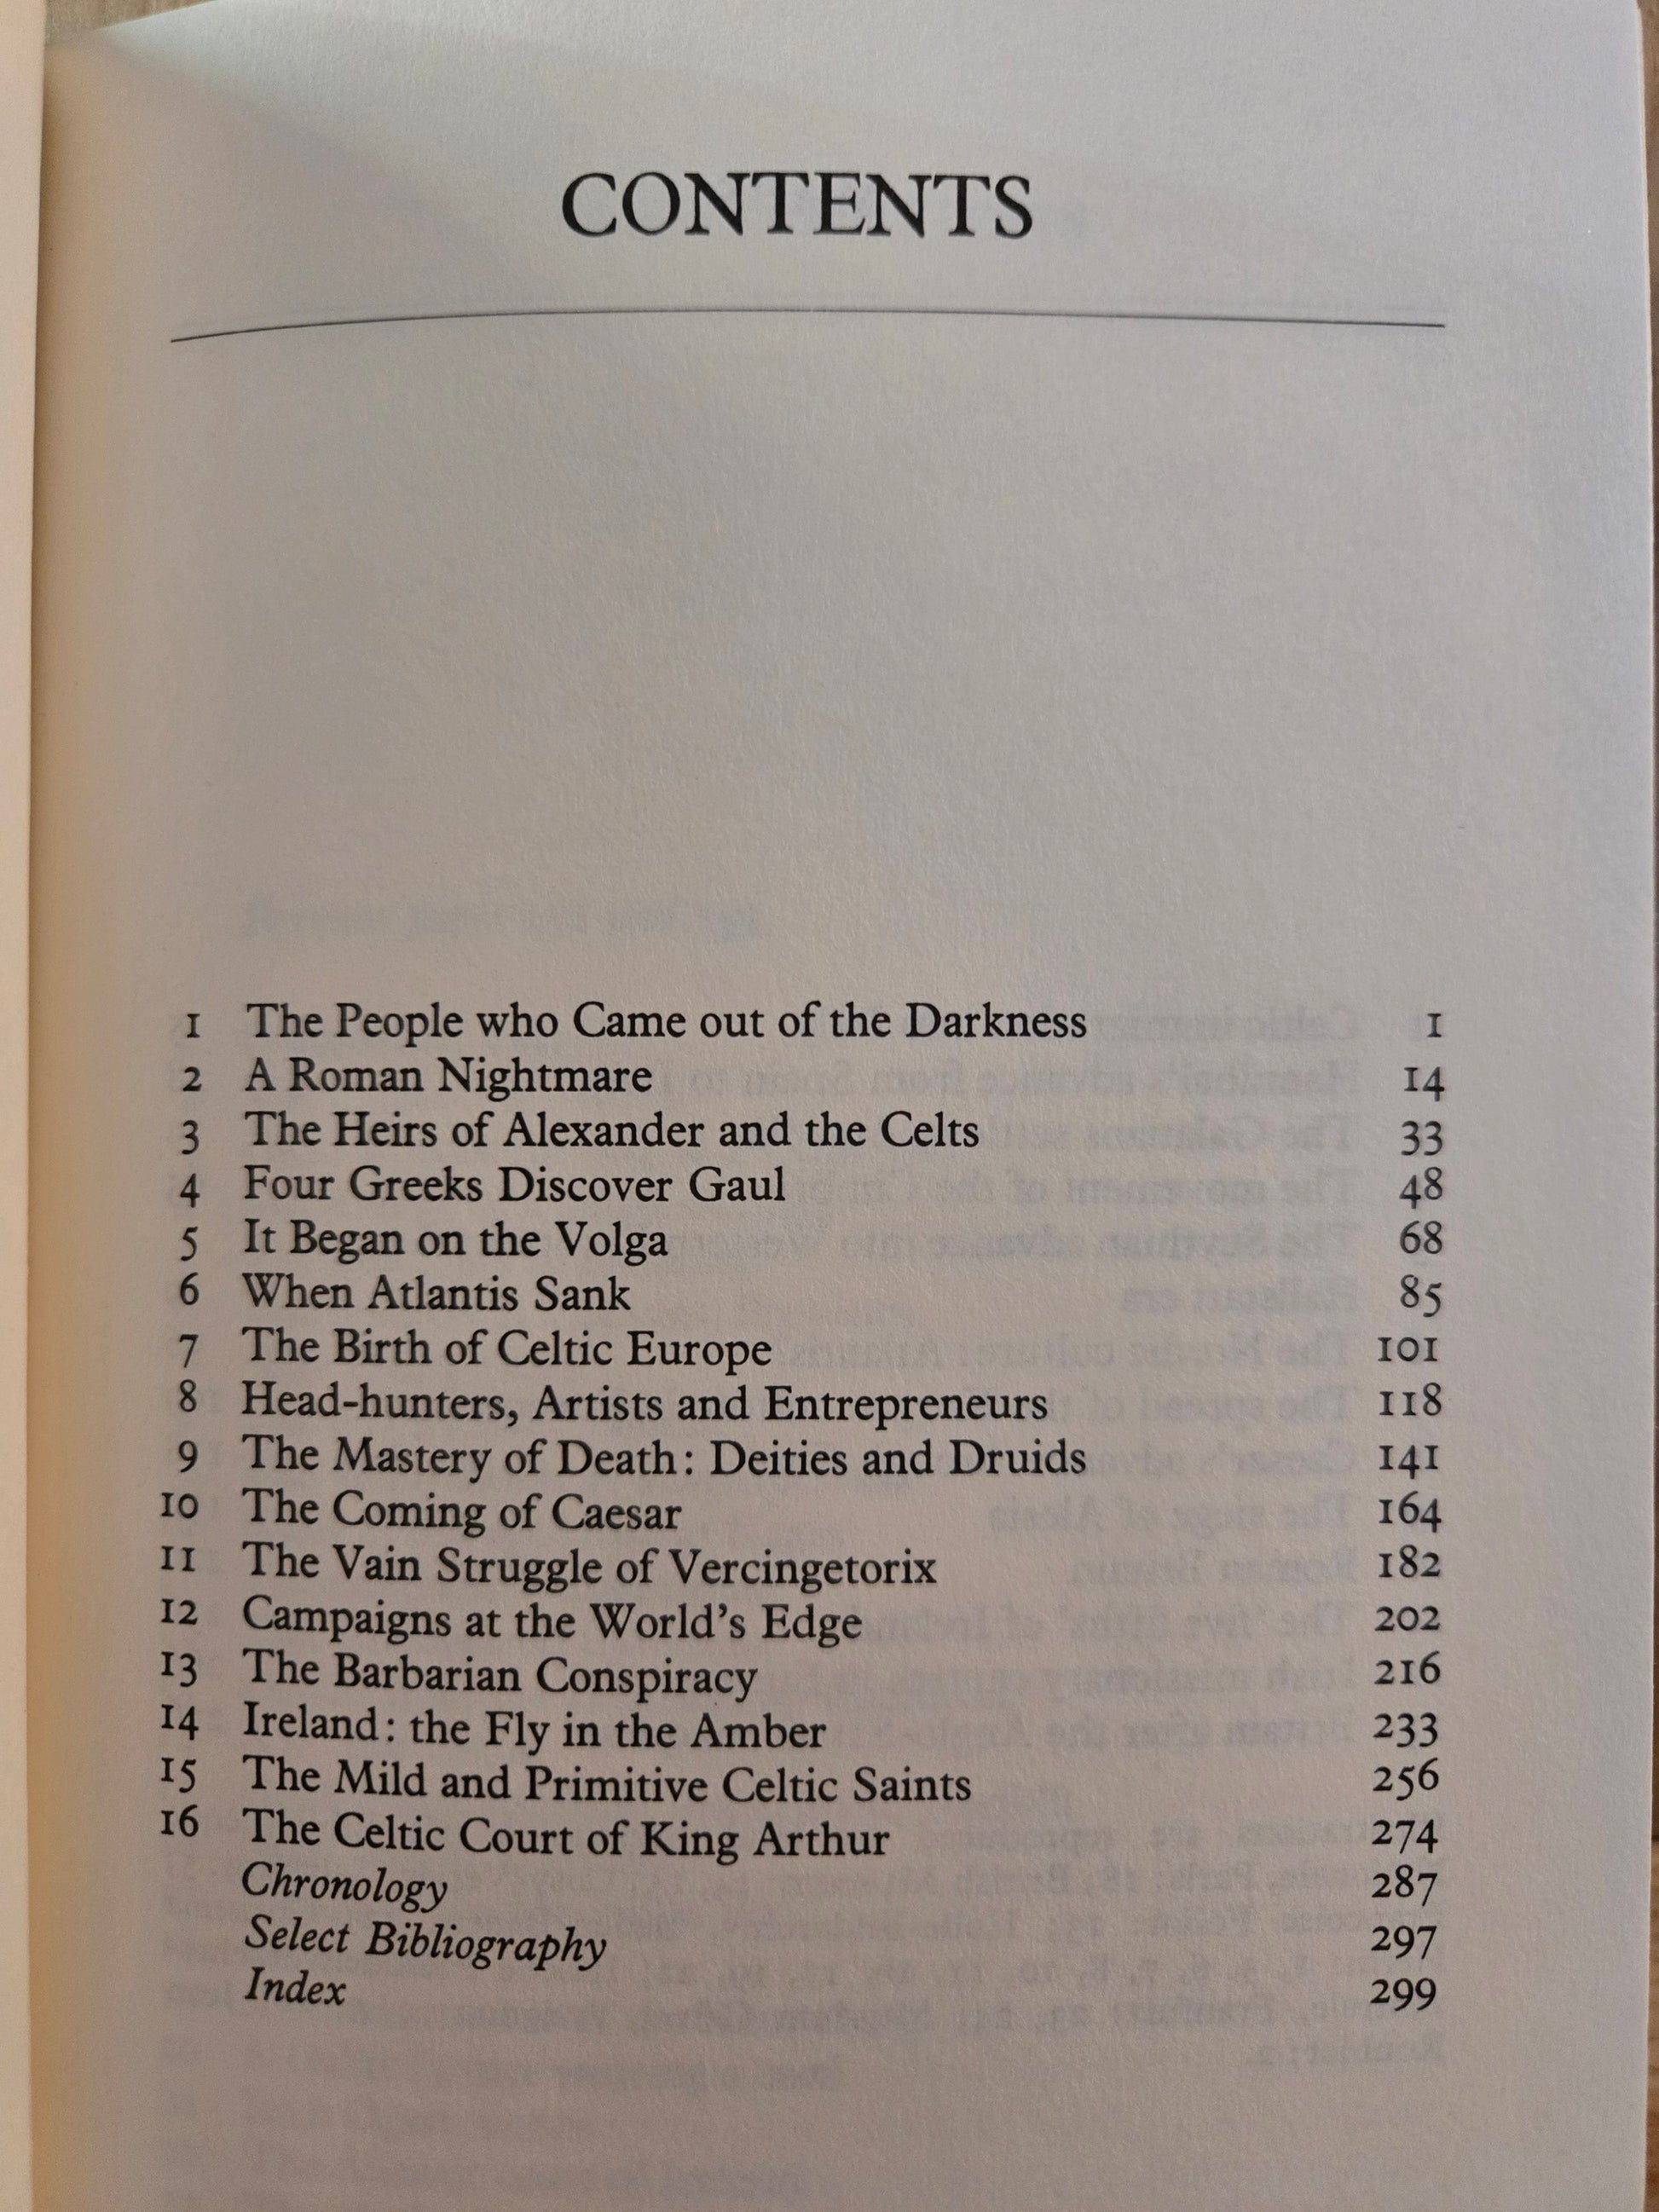 CONTENTS
1 The People who Came out of the Darkness 1
2 A Roman Nightmare 14
3 The Heirs of Alexander and the Celts 33
4 Four Greeks Discover Gaul 48
5 It Began on the Volga 68
6 When Atlantis Sank 85
7 The Birth of Celtic Europe 101
8 Head-hunters, Artists and Entrepreneurs 118
9 The Mastery of Death: Deities and Druids 141
10 The Coming of Caesar 164
11 The Vain Struggle of Vercingetorix 182
12 Campaigns at the World's Edge 202
13 The Barbarian Conspiracy 216
14 Ireland: the Fly in the Amber 233
15 The Mild and Primitive Celtic Saints 256
16 The Celtic Court of King Arthur 274
Chronology 287
Select Bibliography 297
Index 299